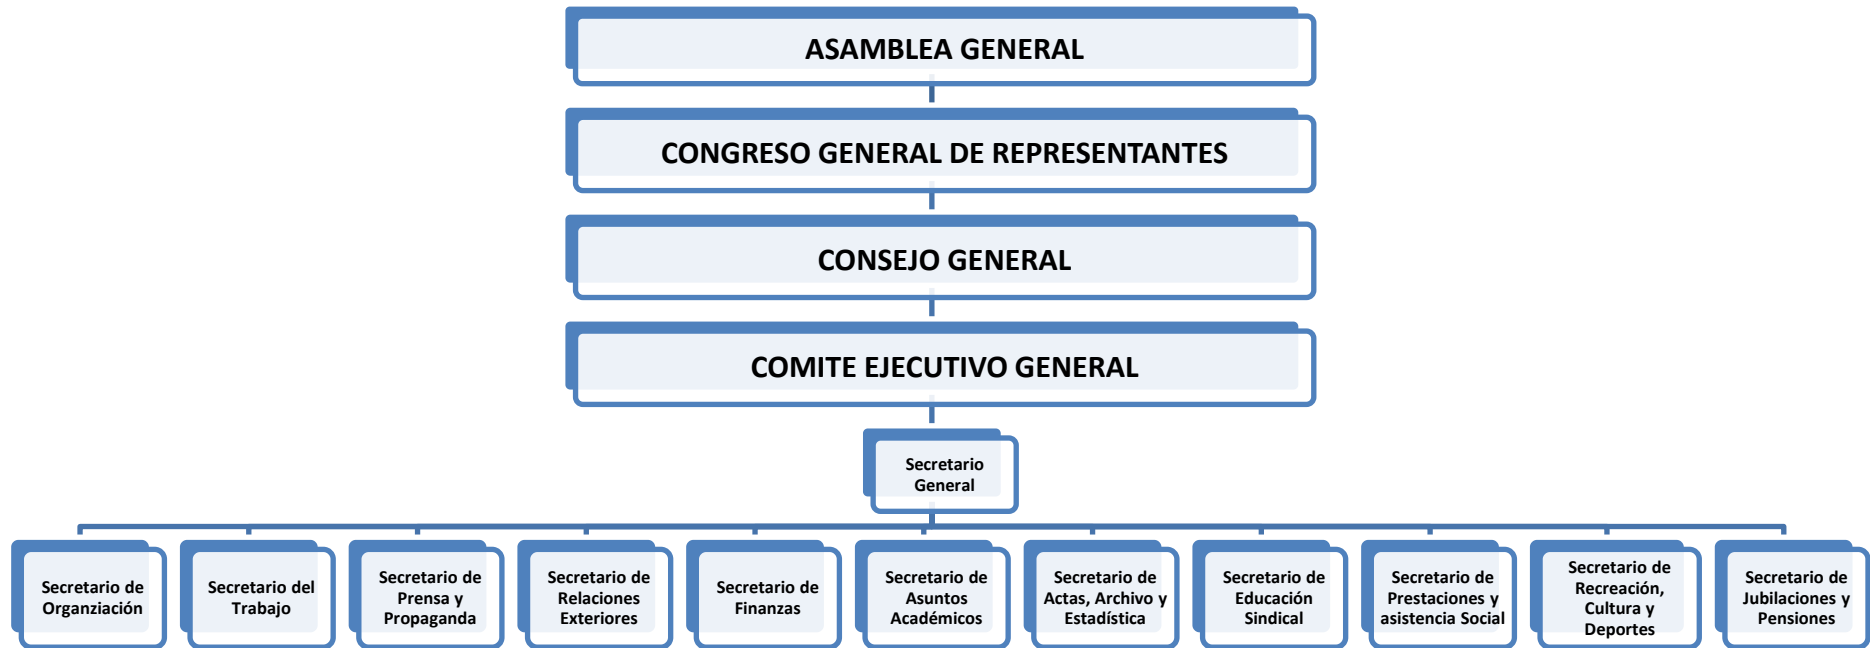 ASAMBLEA GENERAL
CONGRESO GENERAL DE REPRESENTANTES
CONSEJO GENERAL
COMITE EJECUTIVO GENERAL
Secretario
General
Secretario de
Organziación
Secretario del
Trabajo
Secretario de
Prensa y
Propaganda
Secretario de
Relaciones
Exteriores
Secretario de
Finanzas
Secretario de
Asuntos
Académicos
Secretario de
Actas, Archivo y
Estadística
Secretario de
Educación
Sindical
Secretario de
Prestaciones y
asistencia Social
Secretario de
Recreación,
Cultura y
Deportes
Secretario de
Jubilaciones y
Pensiones